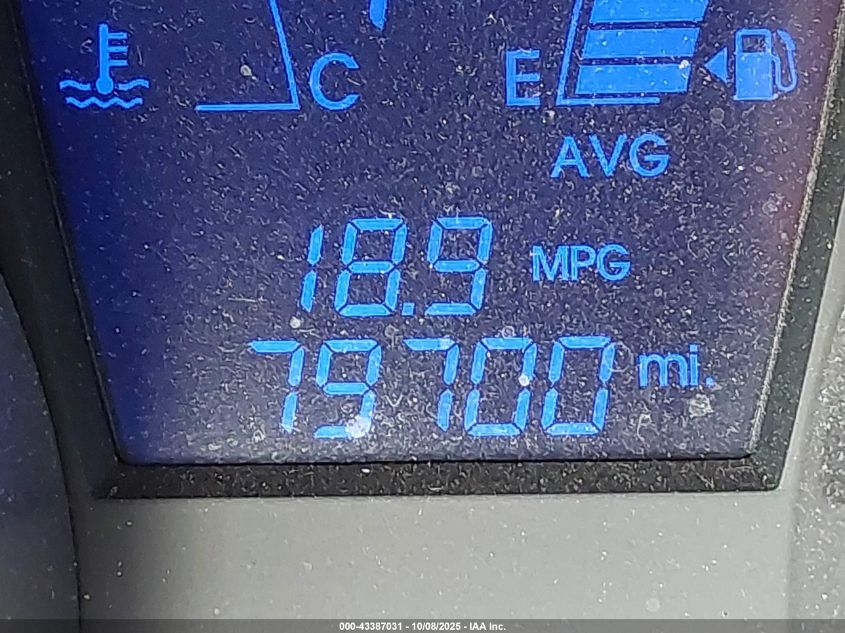 C E
AVG
18.9 MPG
79700 mi.
000-43387031 - 10/08/2025 - IAA Inc.